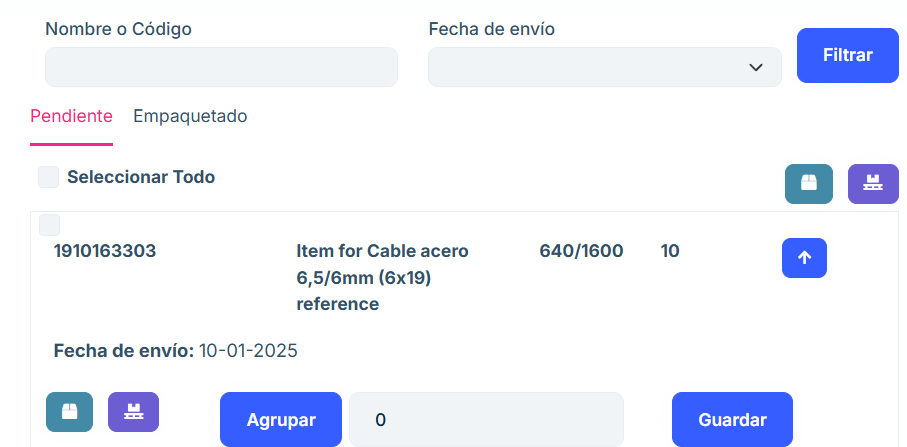 Nombre o Código
Fecha de envío
Filtrar
Pendiente
Empaquetado
Seleccionar Todo
1910163303
Item for Cable acero
6,5/6mm (6x19)
reference
640/1600
10
Fecha de envío: 10-01-2025
Agrupar
0
Guardar